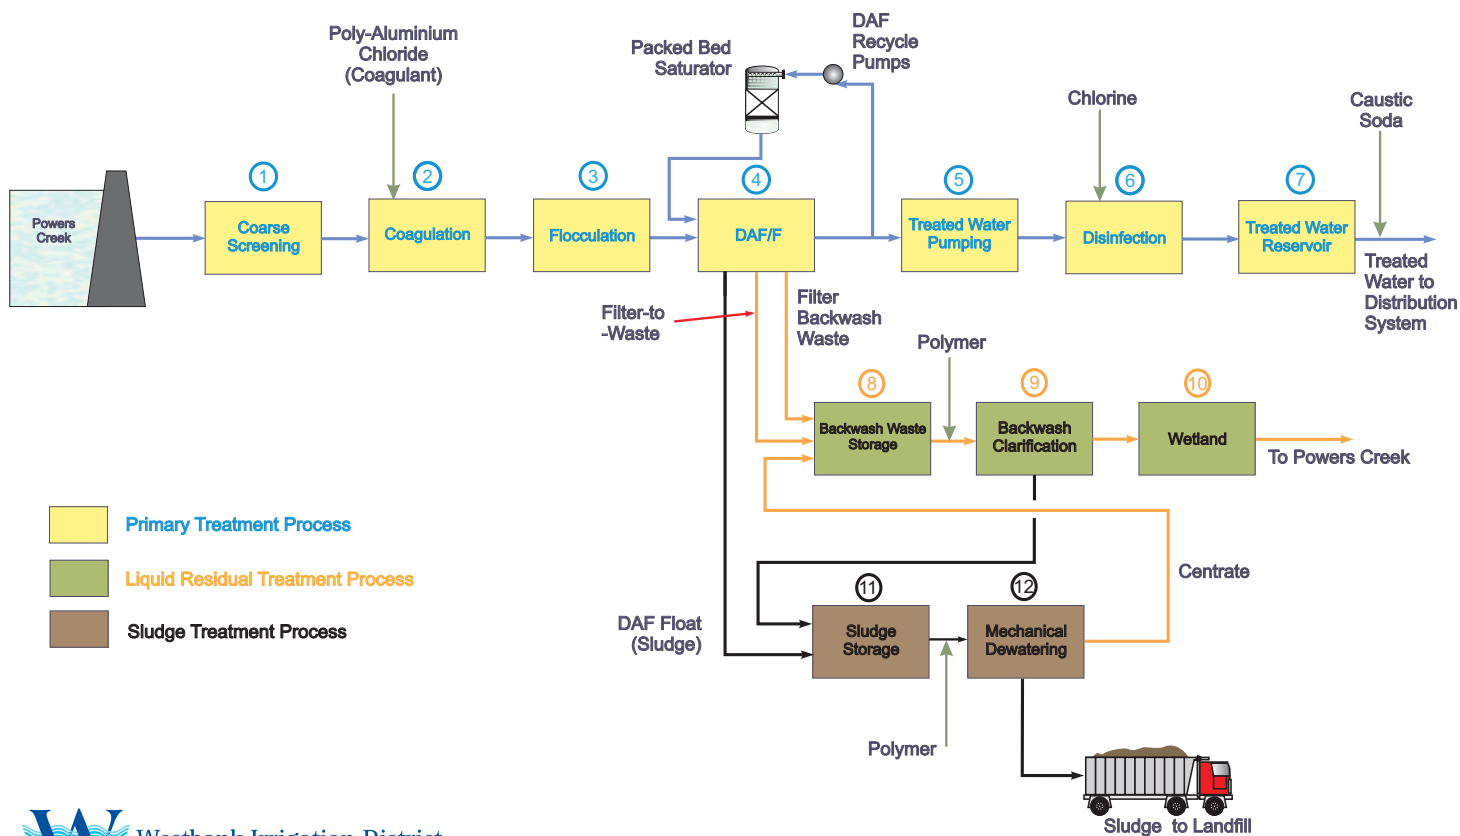 Poly-Aluminium
Chloride
(Coagulant)
Packed Bed
Saturator
DAF
Recycle
Pumps
Chlorine
Caustic
Soda
1
2
3
4
5
6
7
Powers
Creek
Coarse
Screening
Coagulation
Flocculation
DAF/F
Treated Water
Pumping
Disinfection
Treated Water
Reservoir
Treated
Water to
Distribution
System
Filter-to
-Waste
Filter
Backwash
Waste
Polymer
8
9
10
Backwash Waste
Storage
Backwash
Clarification
Wetland
To Powers Creek
Primary Treatment Process
Liquid Residual Treatment Process
Sludge Treatment Process
Centrate
11
12
DAF Float
(Sludge)
Sludge
Storage
Mechanical
Dewatering
Polymer
Sludge to Landfill
W
Westbank Irrigation District